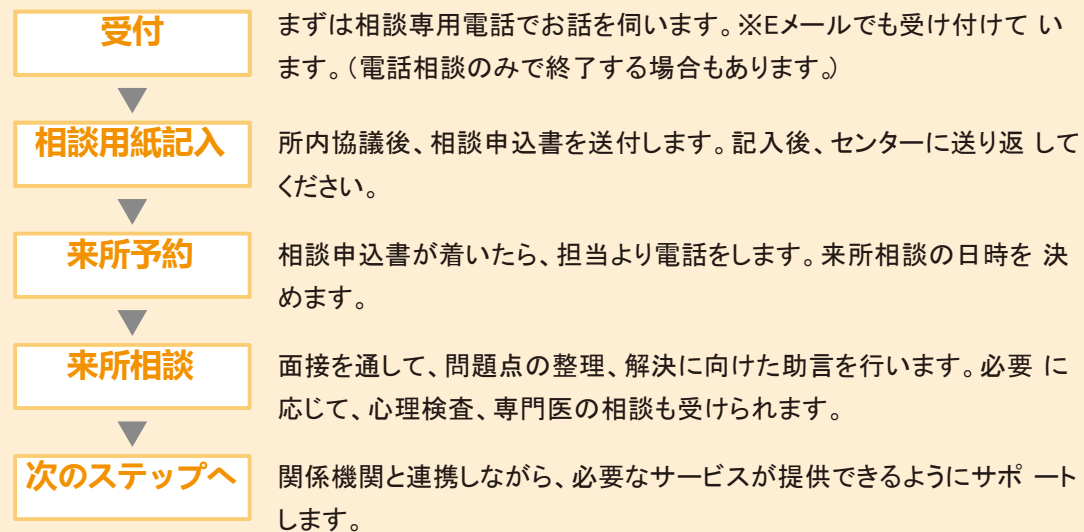 受付
まずは相談専用電話でお話を伺います。※Eメールでも受け付けて い
ます。（電話相談のみで終了する場合もあります。）
相談用紙記入
所内協議後、相談申込書を送付します。記入後、センターに送り返 して
ください。
来所予約
相談申込書が着いたら、担当より電話をします。来所相談の日時を 決
めます。
来所相談
面接を通して、問題点の整理、解決に向けた助言を行います。必要 に
応じて、心理検査、専門医の相談も受けられます。
次のステップへ
関係機関と連携しながら、必要なサービスが提供できるようにサポ ート
します。